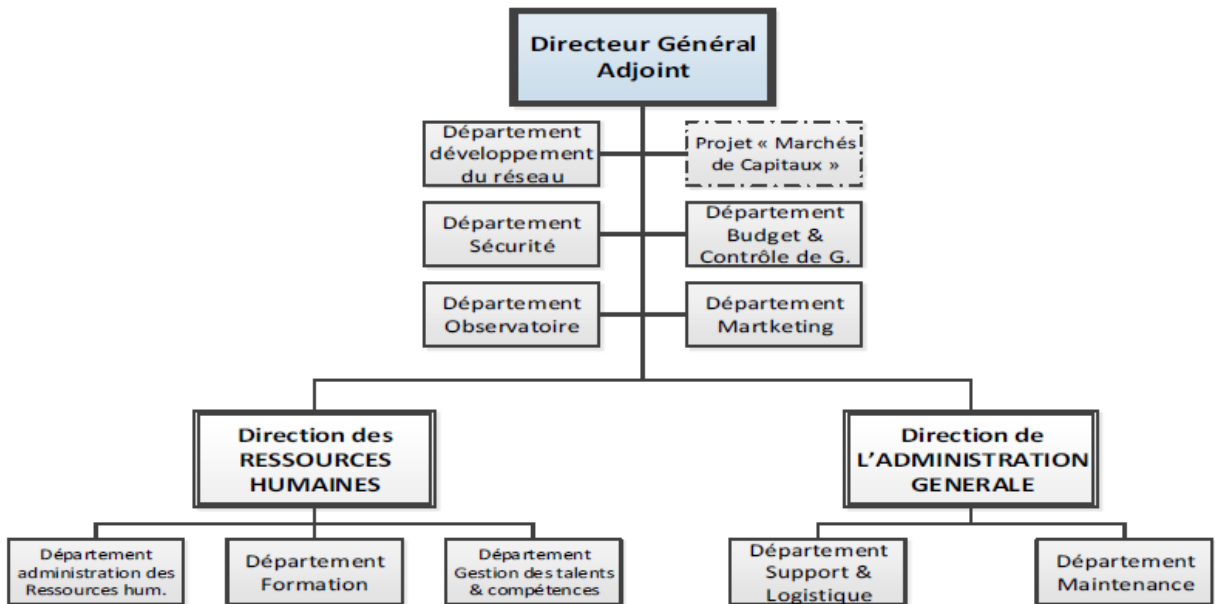 Directeur Général
Adjoint
Département
développement
du réseau
Projet « Marchés
de Capitaux »
Département
Sécurité
Département
Budget &
Contrôle de G.
Département
Observatoire
Département
Martketing
Direction des
RESSOURCES
HUMAINES
Direction de
L’ADMINISTRATION
GENERALE
Département
administration des
Ressources hum.
Département
Formation
Département
Gestion des talents
& compétences
Département
Support &
Logistique
Département
Maintenance